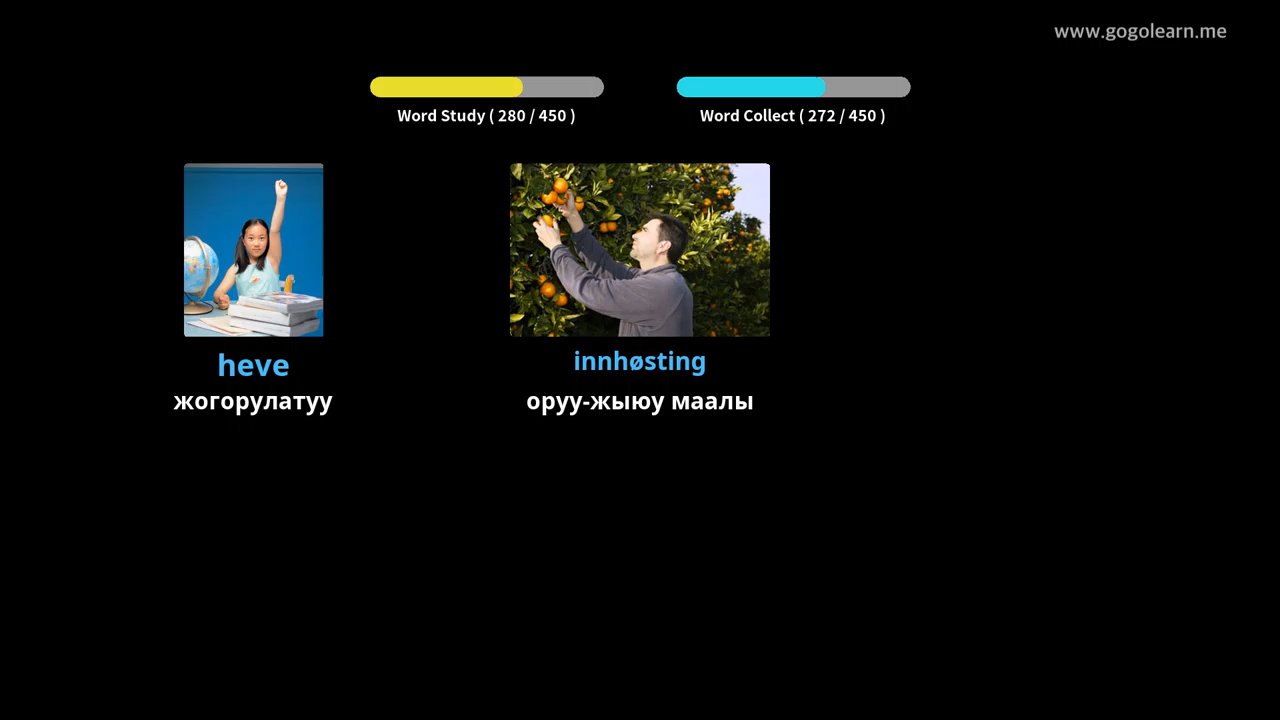 www.gogolearn.me
Word Study ( 280 / 450 )
Word Collect ( 272 / 450 )
heve
жогорулатуу
innhøsting
оруу-жыюу маалы